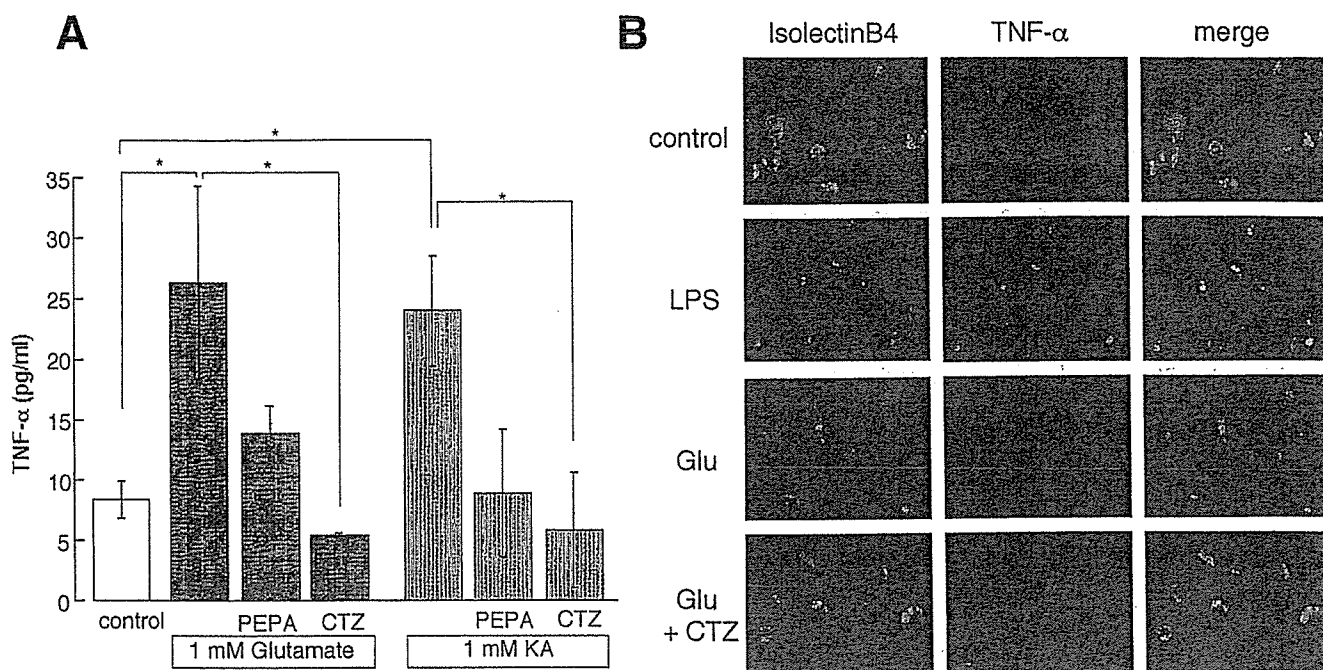 A
B
IsolectinB4 TNF-α merge
control
LPS
Glu
Glu
+ CTZ
*
* * *
TNF-α (pg/ml)
35
30
25
20
15
10
5
0
control PEPA CTZ PEPA CTZ
1 mM Glutamate 1 mM KA